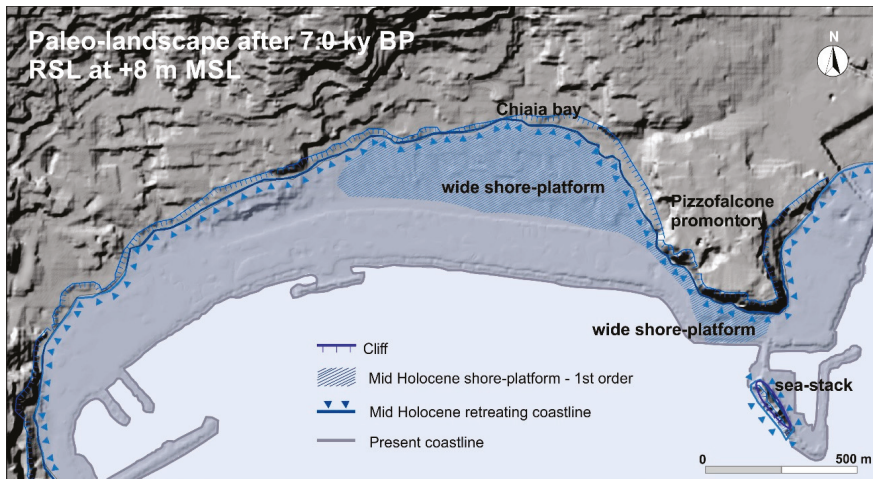 Paleo-landscape after 7.0 ky BP
RSL at +8 m MSL
N
Chiaia bay
wide shore-platform
Pizzofalcone
promontory
wide shore-platform
sea-stack
Cliff
Mid Holocene shore-platform - 1st order
Mid Holocene retreating coastline
Present coastline
0 500 m